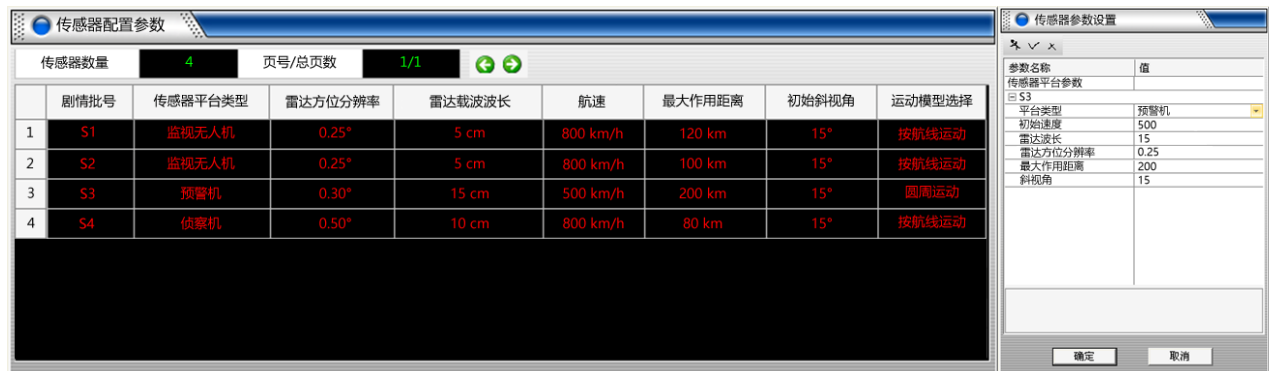 传感器配置参数
传感器数量 4 页号/总页数 1/1
剧情批号 传感器平台类型 雷达方位分辨率 雷达载波波长 航速 最大作用距离 初始斜视角 运动模型选择
1 S1 监视无人机 0.25° 5 cm 800 km/h 120 km 15° 按航线运动
2 S2 监视无人机 0.25° 5 cm 800 km/h 100 km 15° 按航线运动
3 S3 预警机 0.30° 15 cm 500 km/h 200 km 15° 圆周运动
4 S4 侦察机 0.50° 10 cm 800 km/h 80 km 15° 按航线运动
传感器参数设置
参数名称 值
传感器平台参数
S3
平台类型 预警机
初始速度 500
雷达波长 15
雷达方位分辨率 0.25
最大作用距离 200
斜视角 15
确定 取消